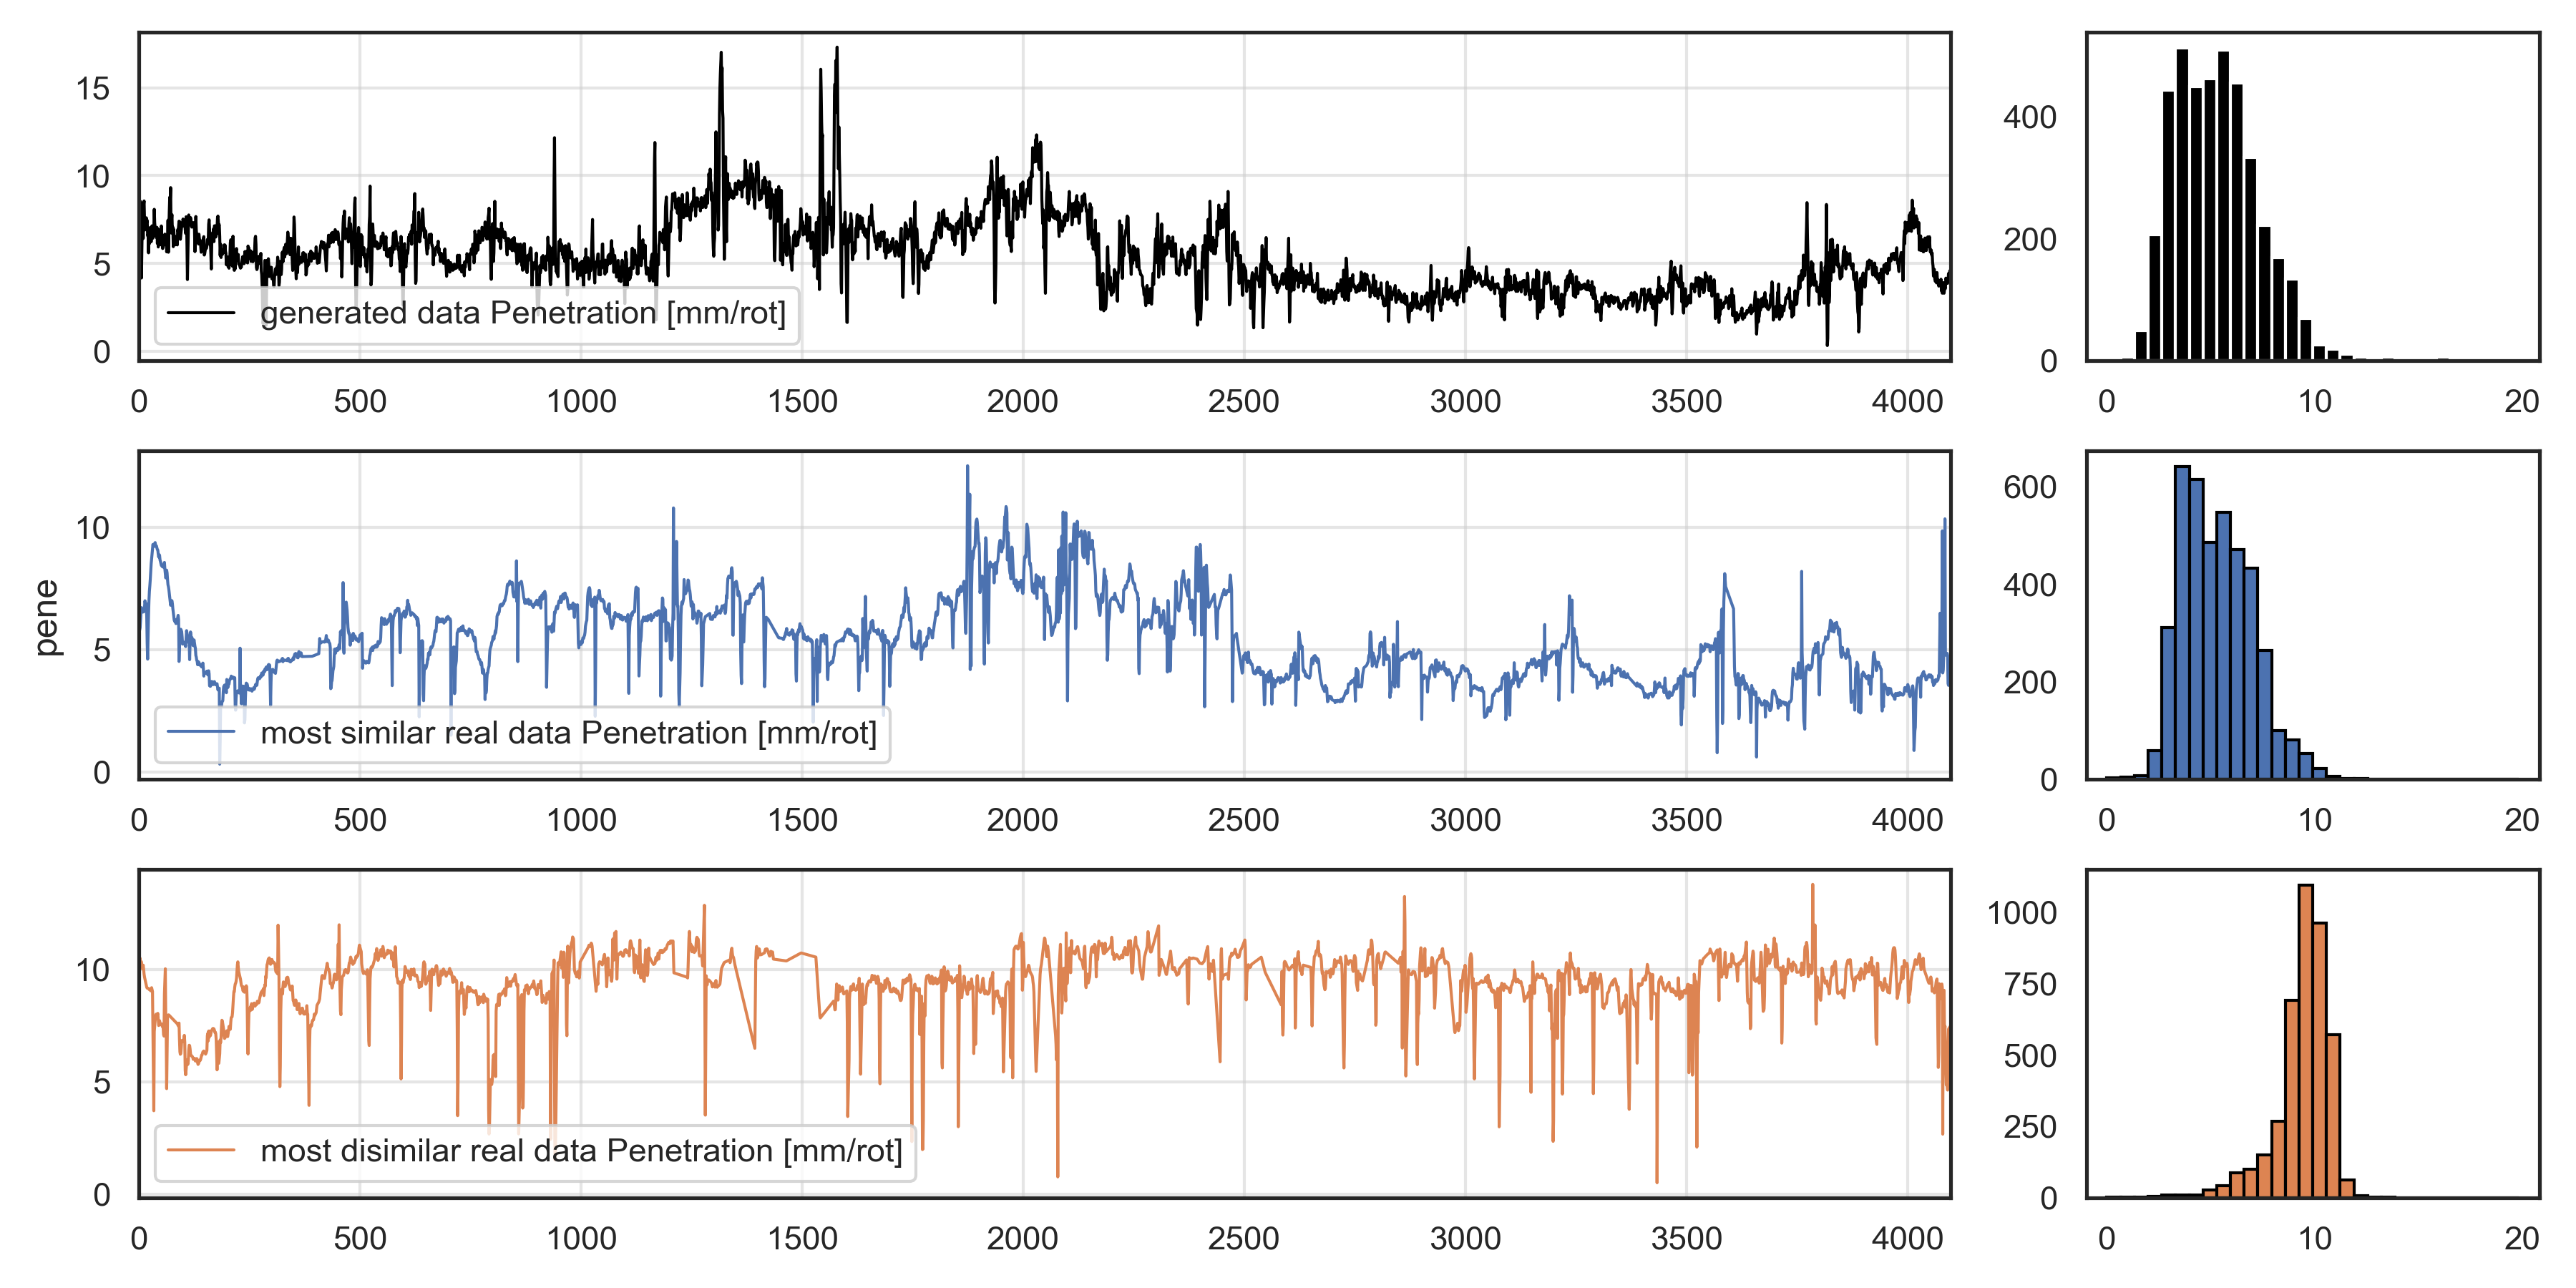 15
10
5
0
0 500 1000 1500 2000 2500 3000 3500 4000
generated data Penetration [mm/rot]
400
200
0
0 10 20
pene
10
5
0
0 500 1000 1500 2000 2500 3000 3500 4000
most similar real data Penetration [mm/rot]
600
400
200
0
0 10 20
10
5
0
0 500 1000 1500 2000 2500 3000 3500 4000
most disimilar real data Penetration [mm/rot]
1000
750
500
250
0
0 10 20